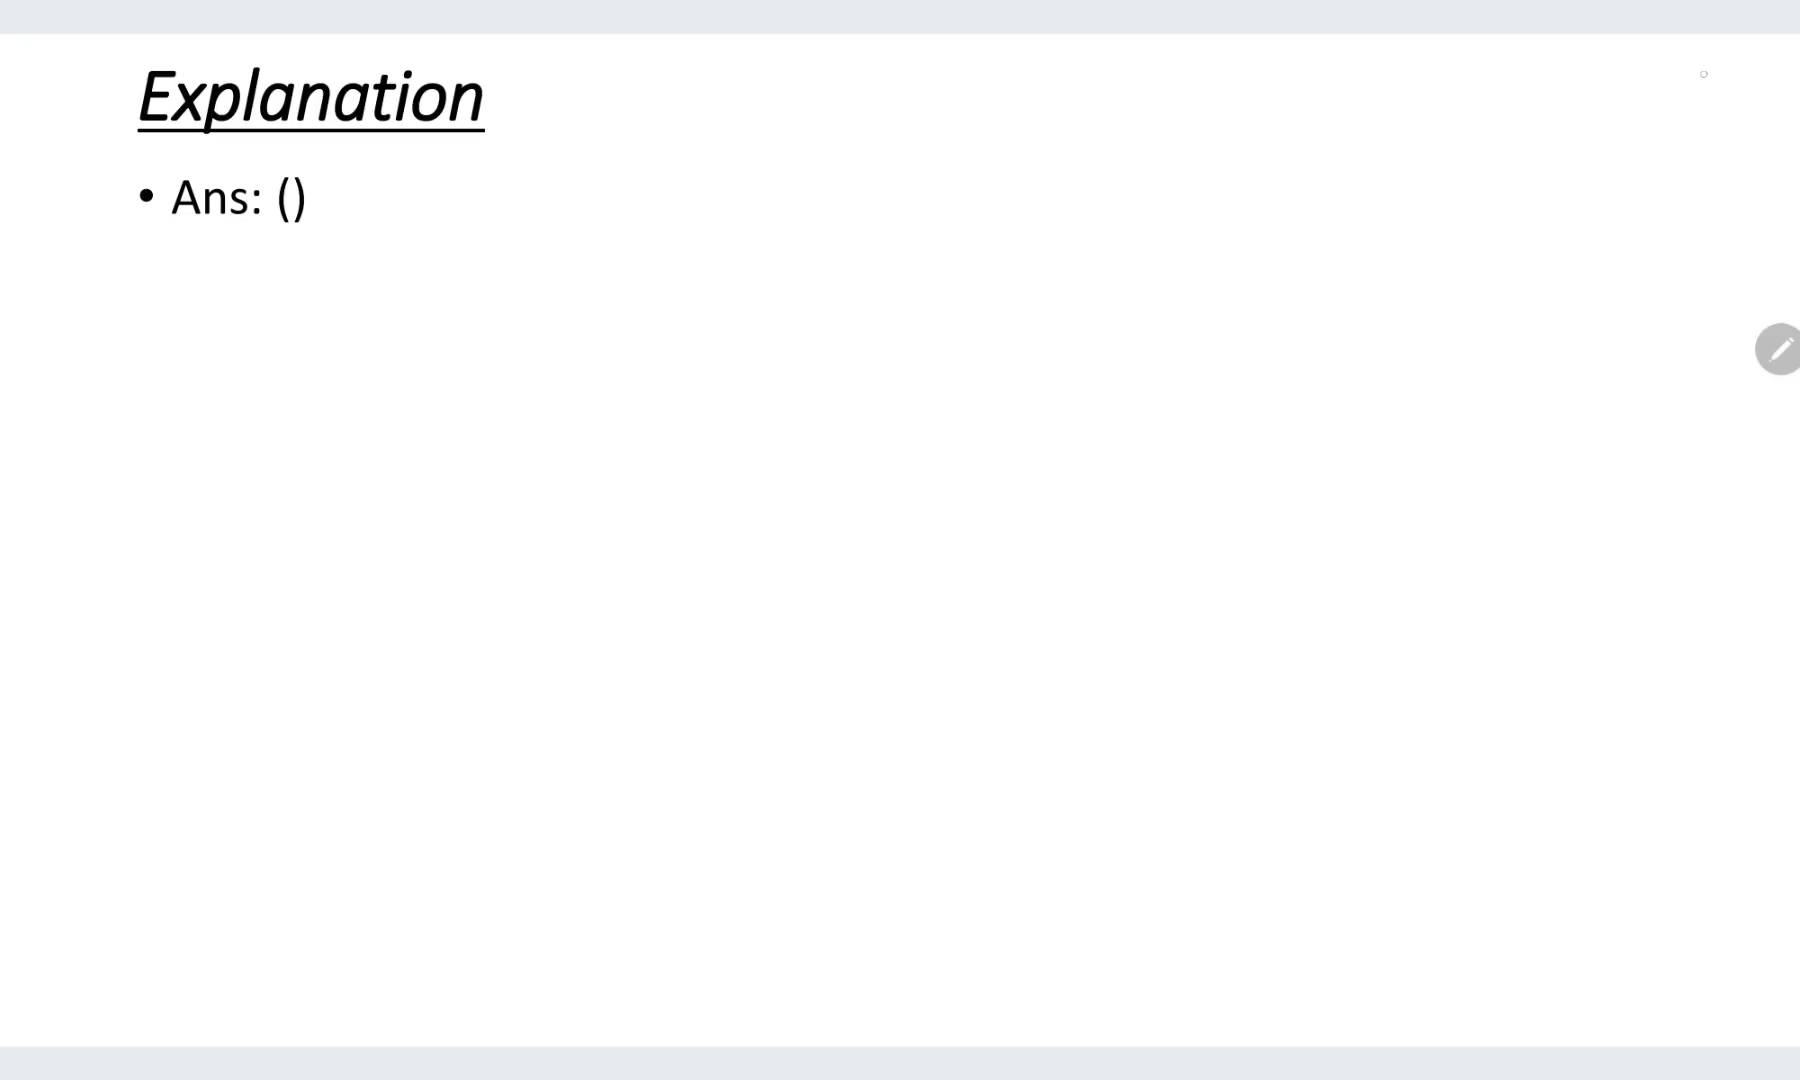 Explanation
• Ans: ()